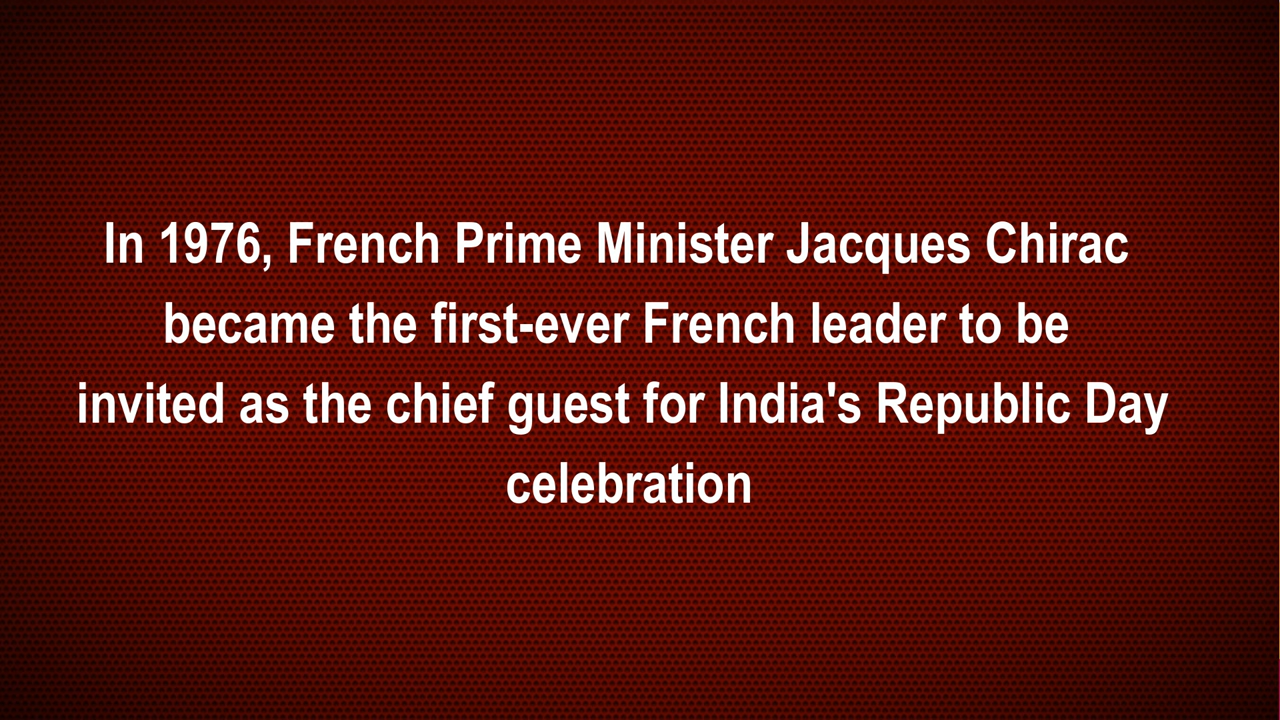 In 1976, French Prime Minister Jacques Chirac
became the first-ever French leader to be
invited as the chief guest for India's Republic Day
celebration